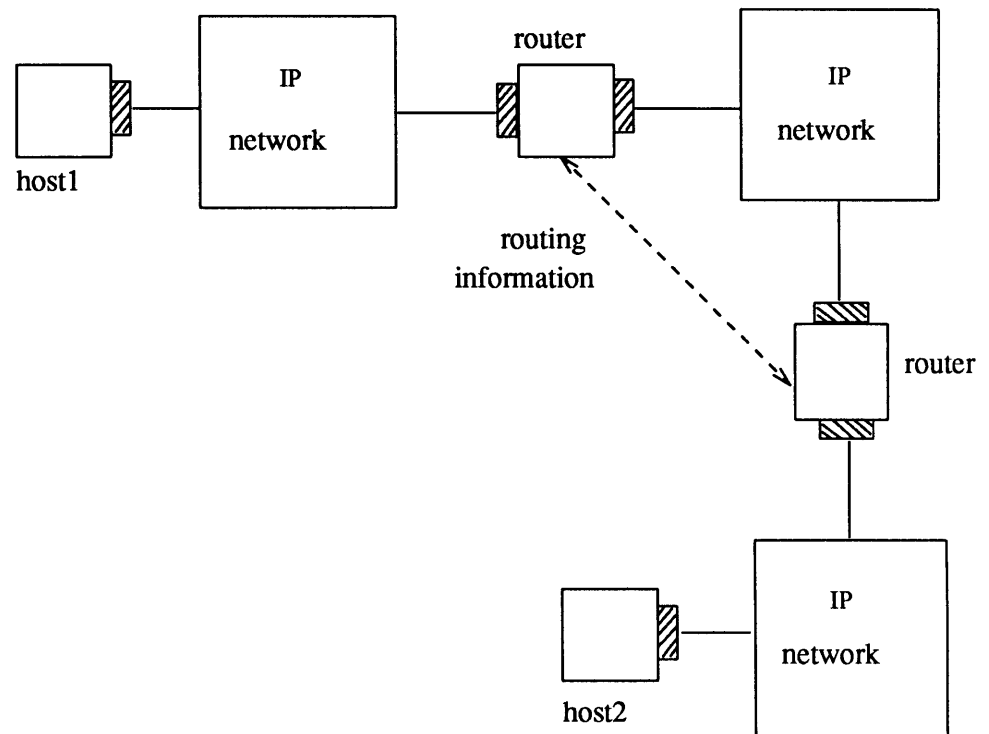 router
IP
network
IP
network
host1
routing
information
router
IP
network
host2